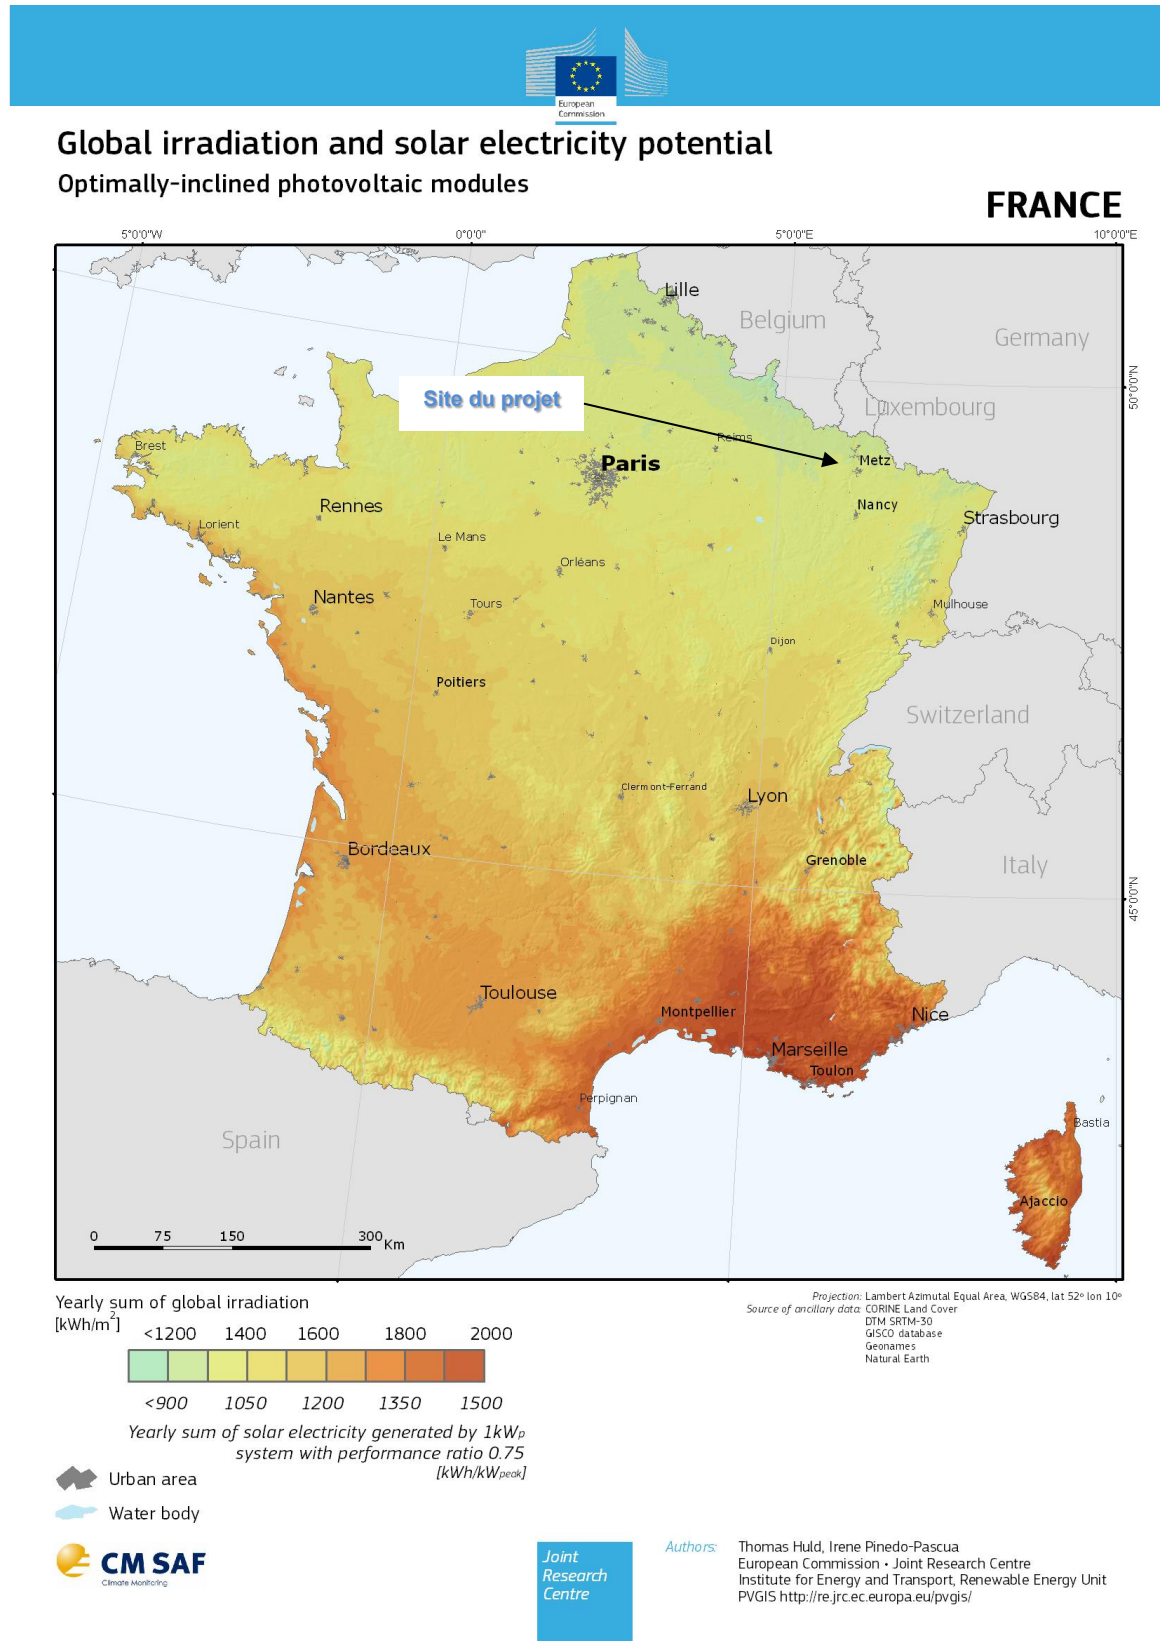 European
Commission
Global irradiation and solar electricity potential
Optimally-inclined photovoltaic modules
FRANCE
5°0'0"W
0°0'0"
5°0'0"E
10°0'0"E
Lille
Belgium
Germany
50°0'0"N
Site du projet
Luxembourg
Reims
Brest
Paris
Metz
Rennes
Nancy
Strasbourg
Lorient
Le Mans
Orléans
Nantes
Tours
Mulhouse
Dijon
Poitiers
Switzerland
Clermont-Ferrand
Lyon
Bordeaux
Grenoble
Italy
45°0'0"N
Toulouse
Montpellier
Nice
Marseille
Toulon
Perpignan
Bastia
Spain
Ajaccio
0 75 150 300 Km
Yearly sum of global irradiation
[kWh/m²]
<1200 1400 1600 1800 2000
<900 1050 1200 1350 1500
Yearly sum of solar electricity generated by 1kWp
system with performance ratio 0.75
[kWh/kWpeak]
Urban area
Water body
Projection: Lambert Azimutal Equal Area, WGS84, lat 52º lon 10º
Source of ancillary data: CORINE Land Cover
DTM SRTM-30
GISCO database
Geonames
Natural Earth
CM SAF
Climate Monitoring
Joint
Research
Centre
Authors: Thomas Huld, Irene Pinedo-Pascua
European Commission • Joint Research Centre
Institute for Energy and Transport, Renewable Energy Unit
PVGIS http://re.jrc.ec.europa.eu/pvgis/